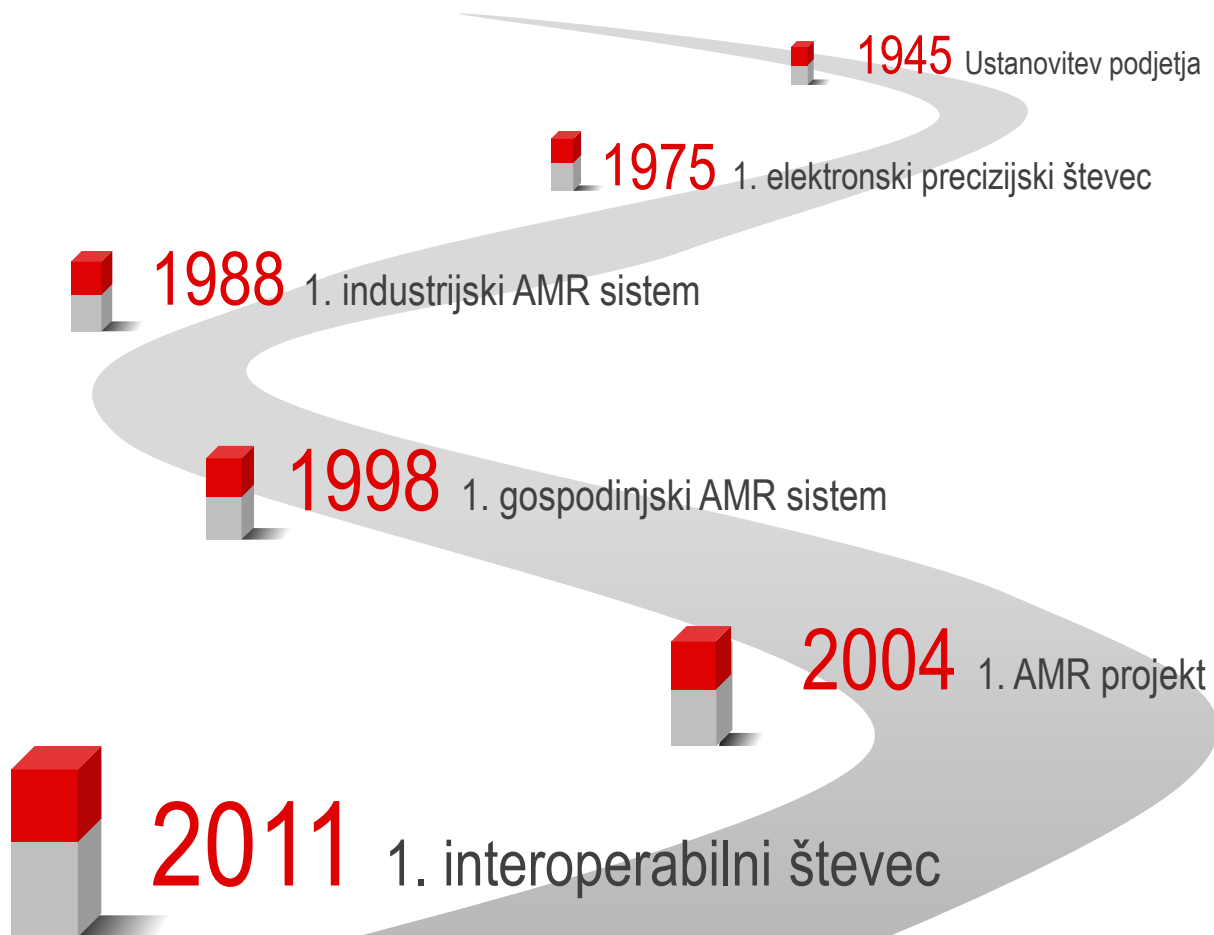 1945 Ustanovitev podjetja
1975 1. elektronski precizijski števec
1988 1. industrijski AMR sistem
1998 1. gospodinjski AMR sistem
2004 1. AMR projekt
2011 1. interoperabilni števec